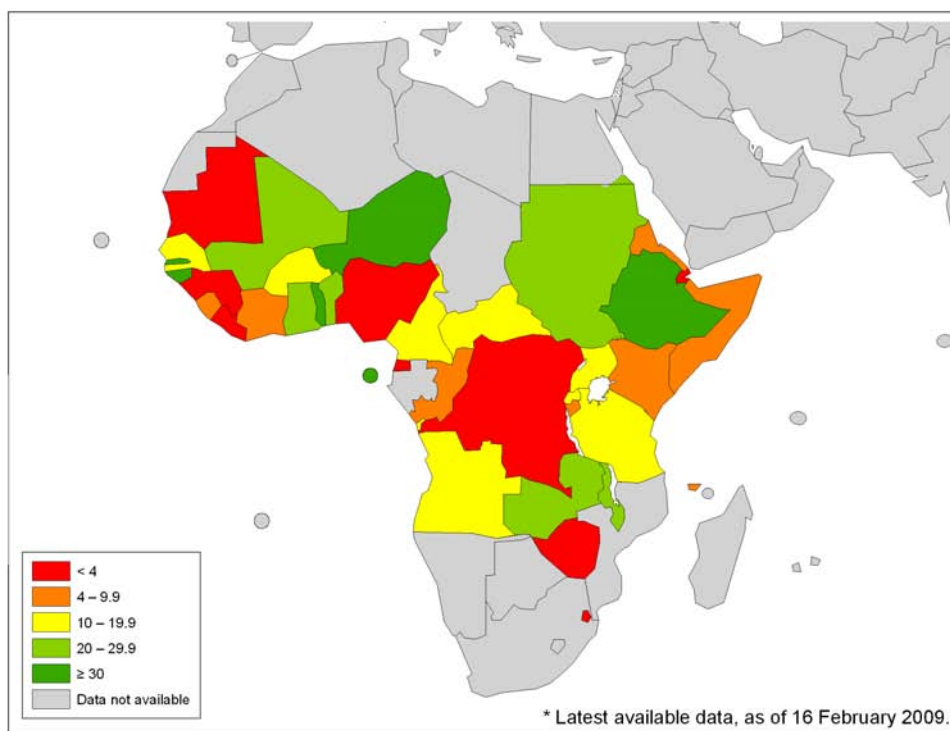 < 4
4 – 9.9
10 – 19.9
20 – 29.9
≥ 30
Data not available
* Latest available data, as of 16 February 2009.